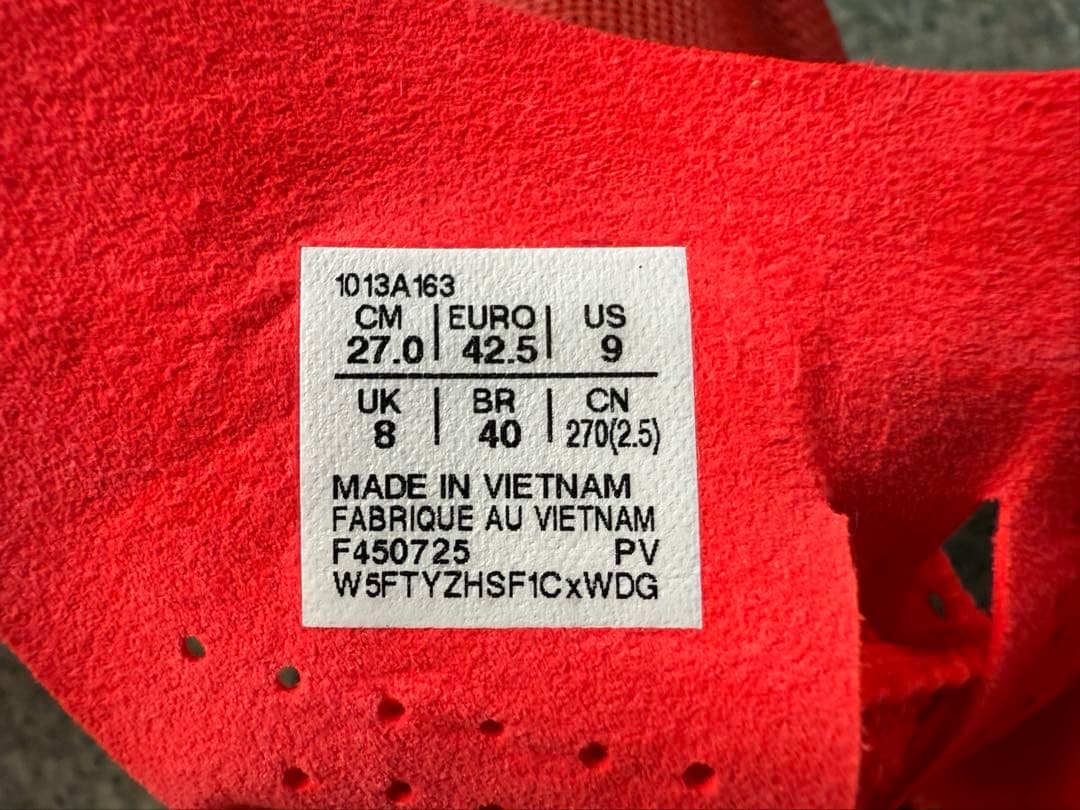 1013A163
CM | EURO | US
27.0 | 42.5 | 9
UK | BR | CN
8 | 40 | 270(2.5)
MADE IN VIETNAM
FABRIQUE AU VIETNAM
F450725 PV
W5FTYZHSF1CxWDG